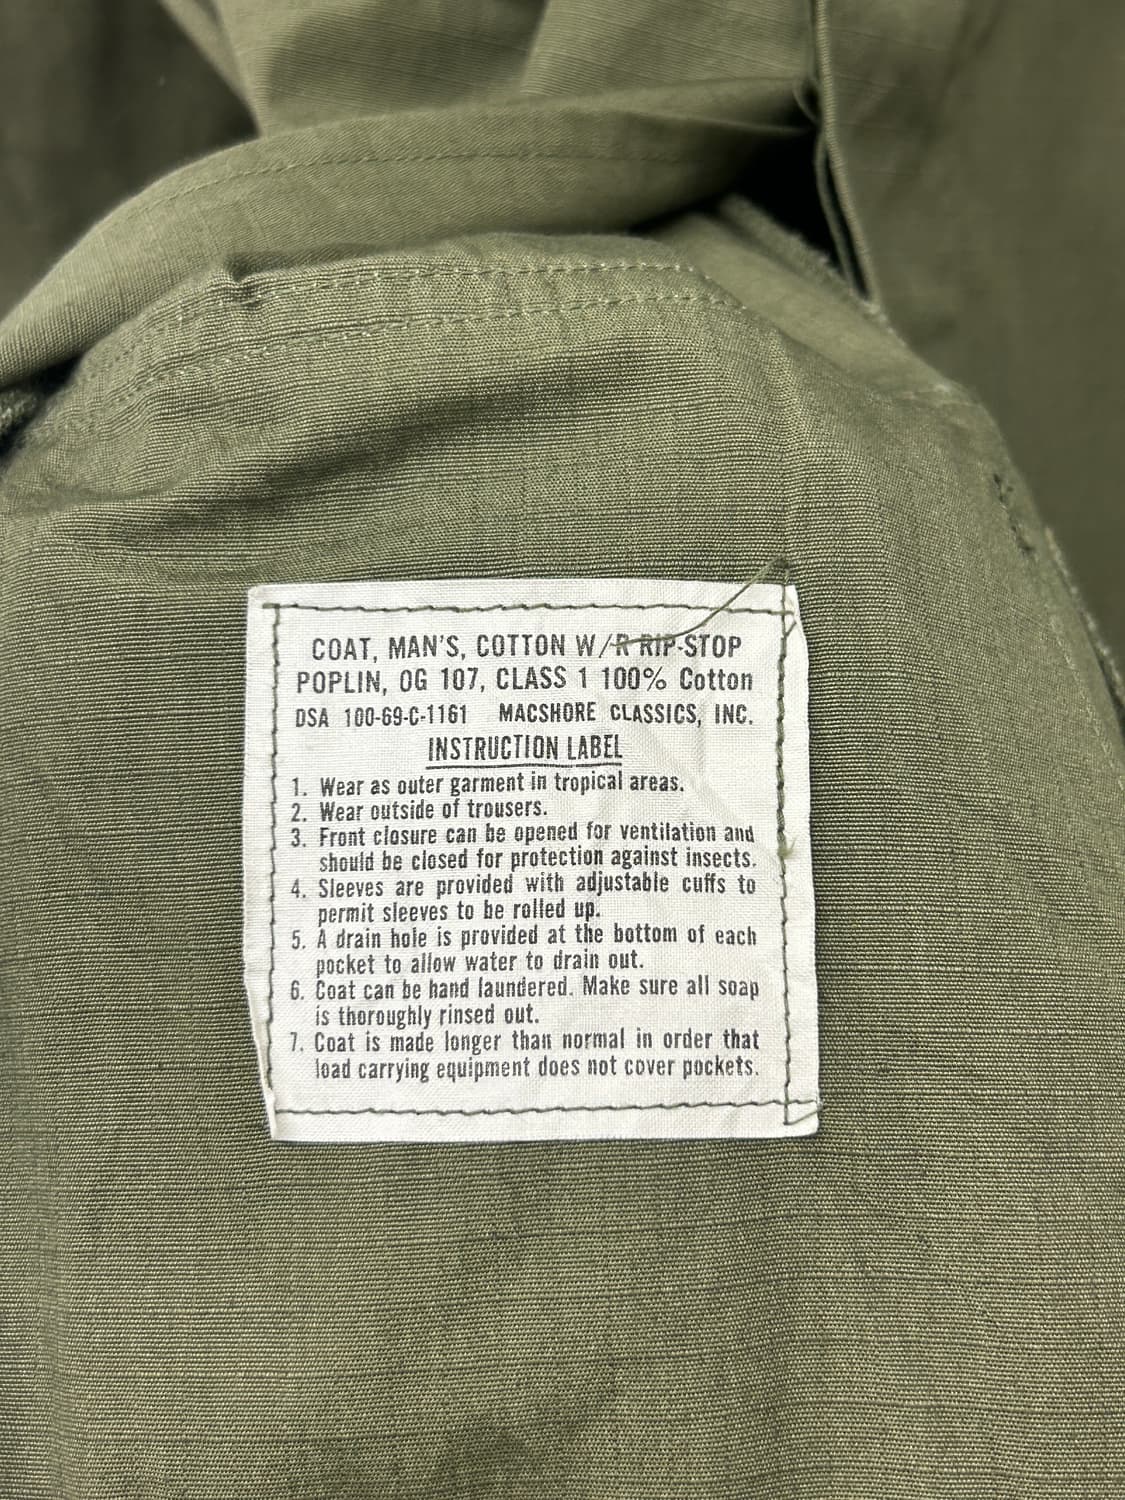 COAT, MAN'S, COTTON W/R RIP-STOP
POPLIN, OG 107, CLASS 1 100% Cotton
DSA 100-69-C-1161 MACSHORE CLASSICS, INC.
INSTRUCTION LABEL
1. Wear as outer garment in tropical areas.
2. Wear outside of trousers.
3. Front closure can be opened for ventilation and
should be closed for protection against insects.
4. Sleeves are provided with adjustable cuffs to
permit sleeves to be rolled up.
5. A drain hole is provided at the bottom of each
pocket to allow water to drain out.
6. Coat can be hand laundered. Make sure all soap
is thoroughly rinsed out.
7. Coat is made longer than normal in order that
load carrying equipment does not cover pockets.